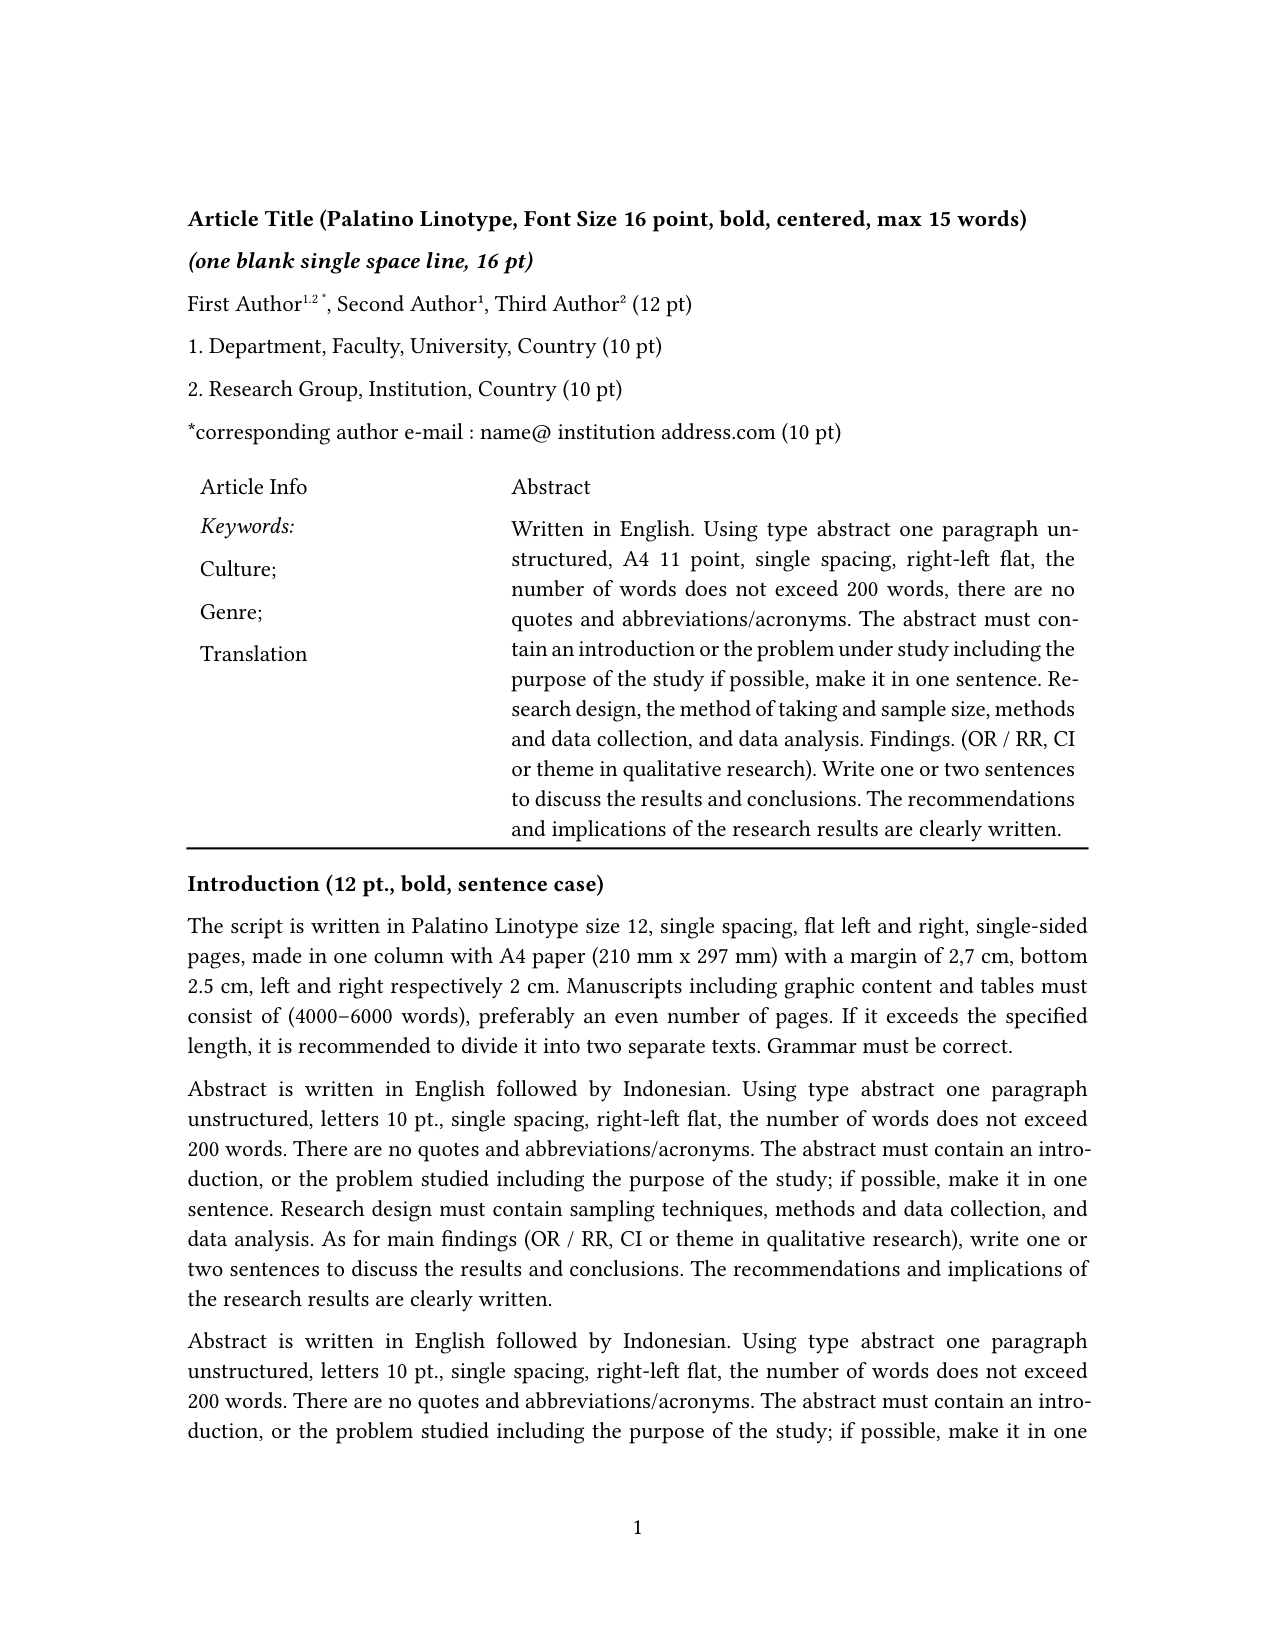 Article Title (Palatino Linotype, Font Size 16 point, bold, centered, max 15 words)
(one blank single space line, 16 pt)
First Author1.2 *, Second Author1, Third Author2 (12 pt)
1. Department, Faculty, University, Country (10 pt)
2. Research Group, Institution, Country (10 pt)
*corresponding author e-mail : name@ institution address.com (10 pt)
Article Info
Keywords:
Culture;
Genre;
Translation
Abstract
Written in English. Using type abstract one paragraph un-
structured, A4 11 point, single spacing, right-left flat, the
number of words does not exceed 200 words, there are no
quotes and abbreviations/acronyms. The abstract must con-
tain an introduction or the problem under study including the
purpose of the study if possible, make it in one sentence. Re-
search design, the method of taking and sample size, methods
and data collection, and data analysis. Findings. (OR / RR, CI
or theme in qualitative research). Write one or two sentences
to discuss the results and conclusions. The recommendations
and implications of the research results are clearly written.
Introduction (12 pt., bold, sentence case)
The script is written in Palatino Linotype size 12, single spacing, flat left and right, single-sided
pages, made in one column with A4 paper (210 mm x 297 mm) with a margin of 2,7 cm, bottom
2.5 cm, left and right respectively 2 cm. Manuscripts including graphic content and tables must
consist of (4000–6000 words), preferably an even number of pages. If it exceeds the specified
length, it is recommended to divide it into two separate texts. Grammar must be correct.
Abstract is written in English followed by Indonesian. Using type abstract one paragraph
unstructured, letters 10 pt., single spacing, right-left flat, the number of words does not exceed
200 words. There are no quotes and abbreviations/acronyms. The abstract must contain an intro-
duction, or the problem studied including the purpose of the study; if possible, make it in one
sentence. Research design must contain sampling techniques, methods and data collection, and
data analysis. As for main findings (OR / RR, CI or theme in qualitative research), write one or
two sentences to discuss the results and conclusions. The recommendations and implications of
the research results are clearly written.
Abstract is written in English followed by Indonesian. Using type abstract one paragraph
unstructured, letters 10 pt., single spacing, right-left flat, the number of words does not exceed
200 words. There are no quotes and abbreviations/acronyms. The abstract must contain an intro-
duction, or the problem studied including the purpose of the study; if possible, make it in one
1